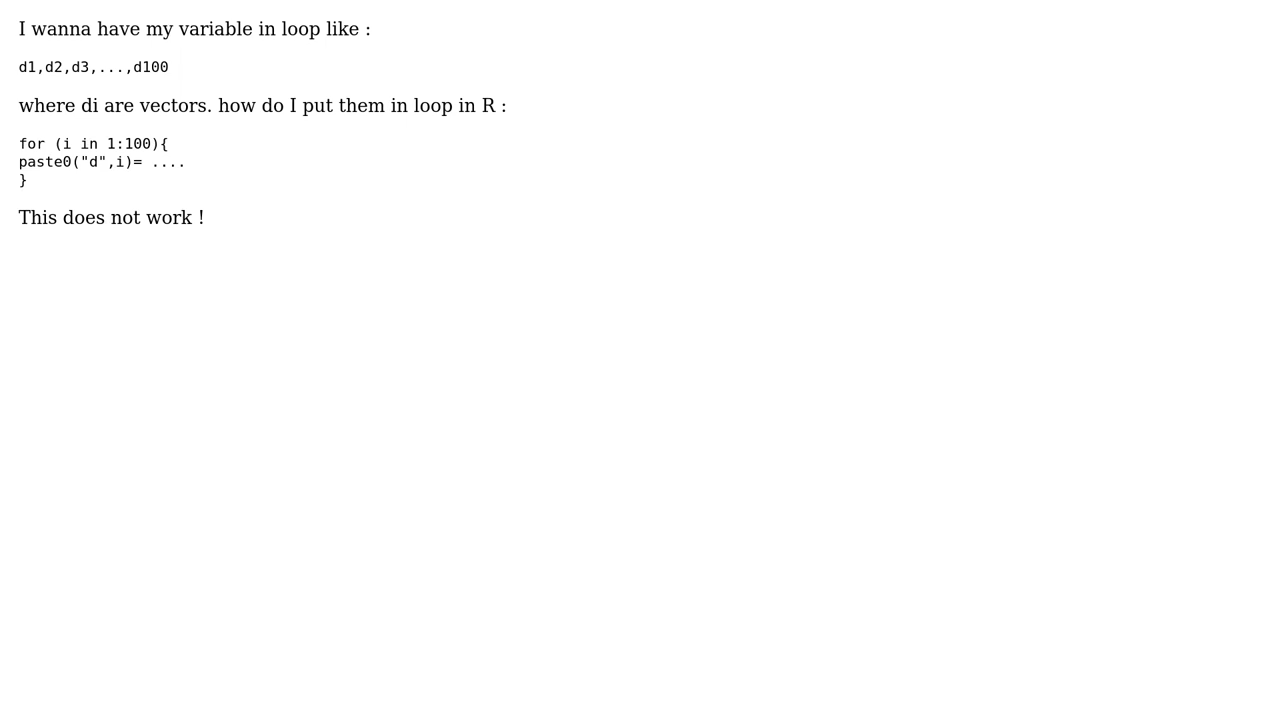 I wanna have my variable in loop like :
d1,d2,d3,...,d100
where di are vectors. how do I put them in loop in R :
for (i in 1:100){
paste0("d",i)= ....
}
This does not work !